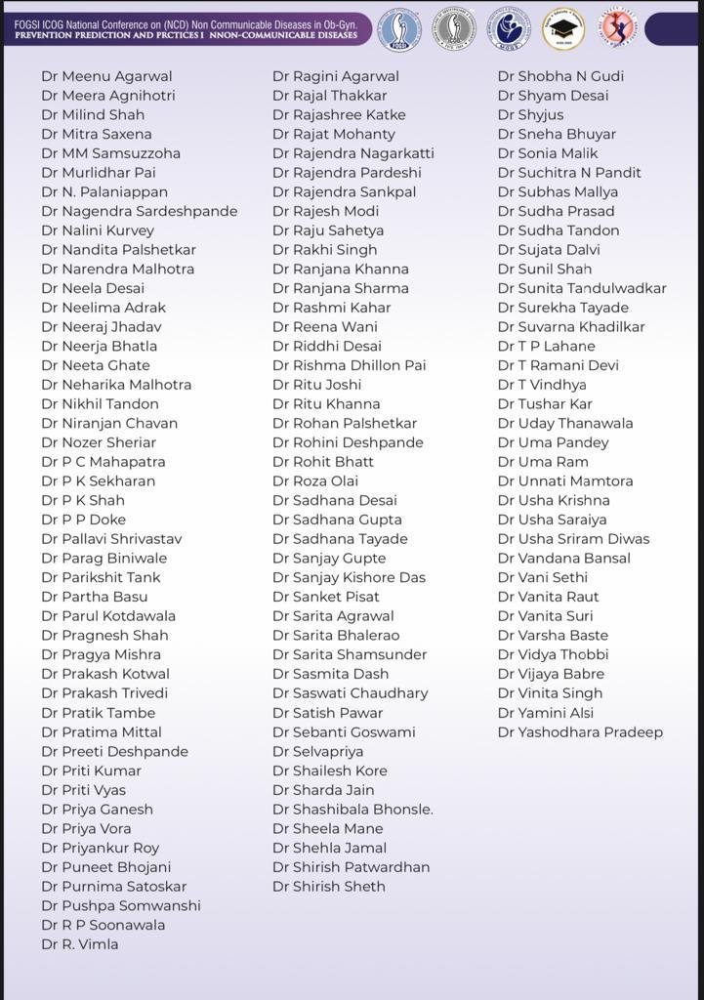 FOGSI ICOG National Conference on (NCD) Non Communicable Diseases in Ob-Gyn.
PREVENTION PREDICTION AND PRCTICES I NNON-COMMUNICABLE DISEASES
FOGSI
ICOG
MOGS
Dr Meenu Agarwal
Dr Meera Agnihotri
Dr Milind Shah
Dr Mitra Saxena
Dr MM Samsuzzoha
Dr Murlidhar Pai
Dr N. Palaniappan
Dr Nagendra Sardeshpande
Dr Nalini Kurvey
Dr Nandita Palshetkar
Dr Narendra Malhotra
Dr Neela Desai
Dr Neelima Adrak
Dr Neeraj Jhadav
Dr Neerja Bhatla
Dr Neeta Ghate
Dr Neharika Malhotra
Dr Nikhil Tandon
Dr Niranjan Chavan
Dr Nozer Sheriar
Dr P C Mahapatra
Dr P K Sekharan
Dr P K Shah
Dr P P Doke
Dr Pallavi Shrivastav
Dr Parag Biniwale
Dr Parikshit Tank
Dr Partha Basu
Dr Parul Kotdawala
Dr Pragnesh Shah
Dr Pragya Mishra
Dr Prakash Kotwal
Dr Prakash Trivedi
Dr Pratik Tambe
Dr Pratima Mittal
Dr Preeti Deshpande
Dr Priti Kumar
Dr Priti Vyas
Dr Priya Ganesh
Dr Priya Vora
Dr Priyankur Roy
Dr Puneet Bhojani
Dr Purnima Satoskar
Dr Pushpa Somwanshi
Dr R P Soonawala
Dr R. Vimla
Dr Ragini Agarwal
Dr Rajal Thakkar
Dr Rajashree Katke
Dr Rajat Mohanty
Dr Rajendra Nagarkatti
Dr Rajendra Pardeshi
Dr Rajendra Sankpal
Dr Rajesh Modi
Dr Raju Sahetya
Dr Rakhi Singh
Dr Ranjana Khanna
Dr Ranjana Sharma
Dr Rashmi Kahar
Dr Reena Wani
Dr Riddhi Desai
Dr Rishma Dhillon Pai
Dr Ritu Joshi
Dr Ritu Khanna
Dr Rohan Palshetkar
Dr Rohini Deshpande
Dr Rohit Bhatt
Dr Roza Olai
Dr Sadhana Desai
Dr Sadhana Gupta
Dr Sadhana Tayade
Dr Sanjay Gupte
Dr Sanjay Kishore Das
Dr Sanket Pisat
Dr Sarita Agrawal
Dr Sarita Bhalerao
Dr Sarita Shamsunder
Dr Sasmita Dash
Dr Saswati Chaudhary
Dr Satish Pawar
Dr Sebanti Goswami
Dr Selvapriya
Dr Shailesh Kore
Dr Sharda Jain
Dr Shashibala Bhonsle.
Dr Sheela Mane
Dr Shehla Jamal
Dr Shirish Patwardhan
Dr Shirish Sheth
Dr Shobha N Gudi
Dr Shyam Desai
Dr Shyjus
Dr Sneha Bhuyar
Dr Sonia Malik
Dr Suchitra N Pandit
Dr Subhas Mallya
Dr Sudha Prasad
Dr Sudha Tandon
Dr Sujata Dalvi
Dr Sunil Shah
Dr Sunita Tandulwadkar
Dr Surekha Tayade
Dr Suvarna Khadilkar
Dr T P Lahane
Dr T Ramani Devi
Dr T Vindhya
Dr Tushar Kar
Dr Uday Thanawala
Dr Uma Pandey
Dr Uma Ram
Dr Unnati Mamtora
Dr Usha Krishna
Dr Usha Saraiya
Dr Usha Sriram Diwas
Dr Vandana Bansal
Dr Vani Sethi
Dr Vanita Raut
Dr Vanita Suri
Dr Varsha Baste
Dr Vidya Thobbi
Dr Vijaya Babre
Dr Vinita Singh
Dr Yamini Alsi
Dr Yashodhara Pradeep